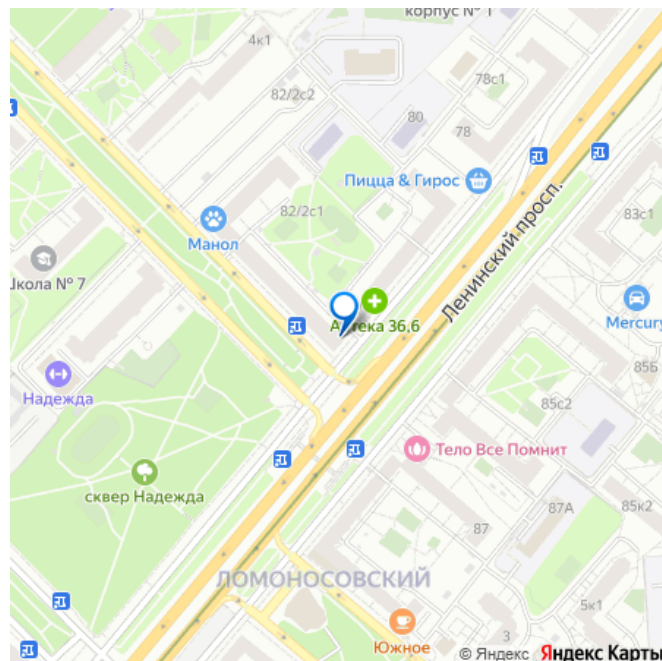 корпус № 1
4к1
78с1
82/2с2
80
78
Пицца & Гирос
82/2с1
83с1
Манол
Ленинский просп.
Школа № 7
Аптека 36,6
Mercury
85Б
Надежда
85с2
Тело Все Помнит
сквер Надежда
87А
85к2
87
ЛОМОНОСОВСКИЙ
5к1
3
Южное
© Яндекс Яндекс Карты